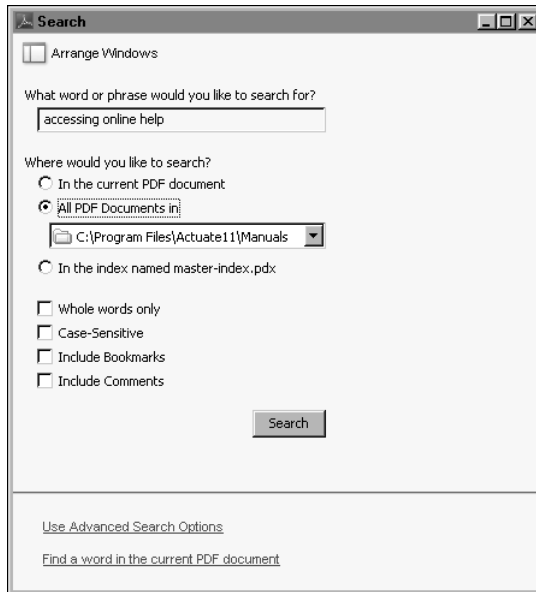 Search
Arrange Windows
What word or phrase would you like to search for?
accessing online help
Where would you like to search?
In the current PDF document
All PDF Documents in
C:\Program Files\Actuate11\Manuals
In the index named master-index.pdx
Whole words only
Case-Sensitive
Include Bookmarks
Include Comments
Search
Use Advanced Search Options
Find a word in the current PDF document